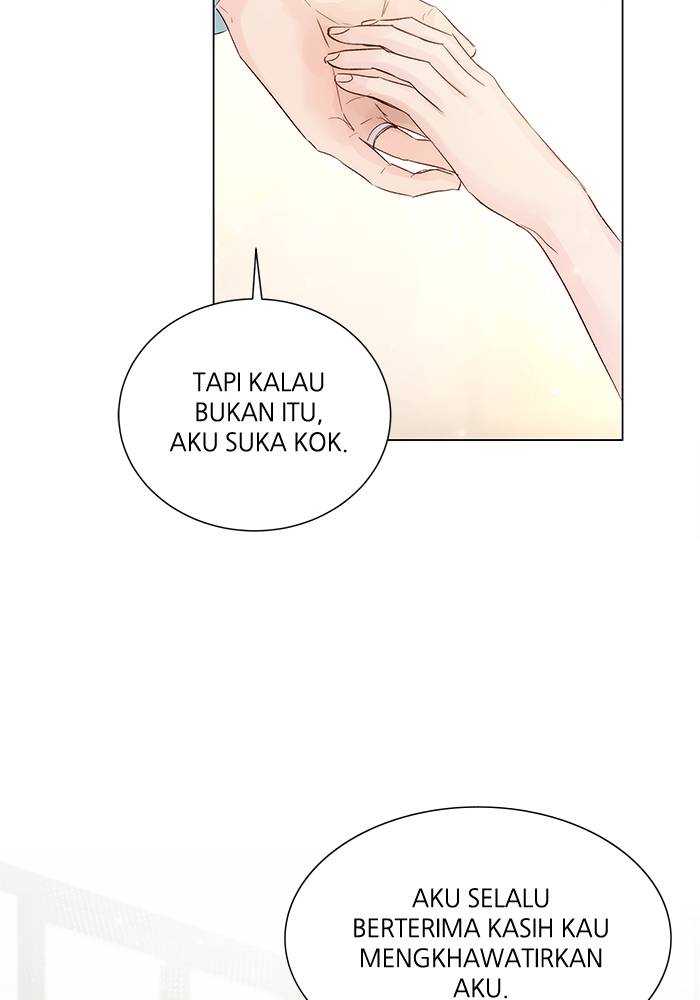 TAPI KALAU
BUKAN ITU,
AKU SUKA KOK.
AKU SELALU
BERTERIMA KASIH KAU
MENGKHAWATIRKAN
AKU.